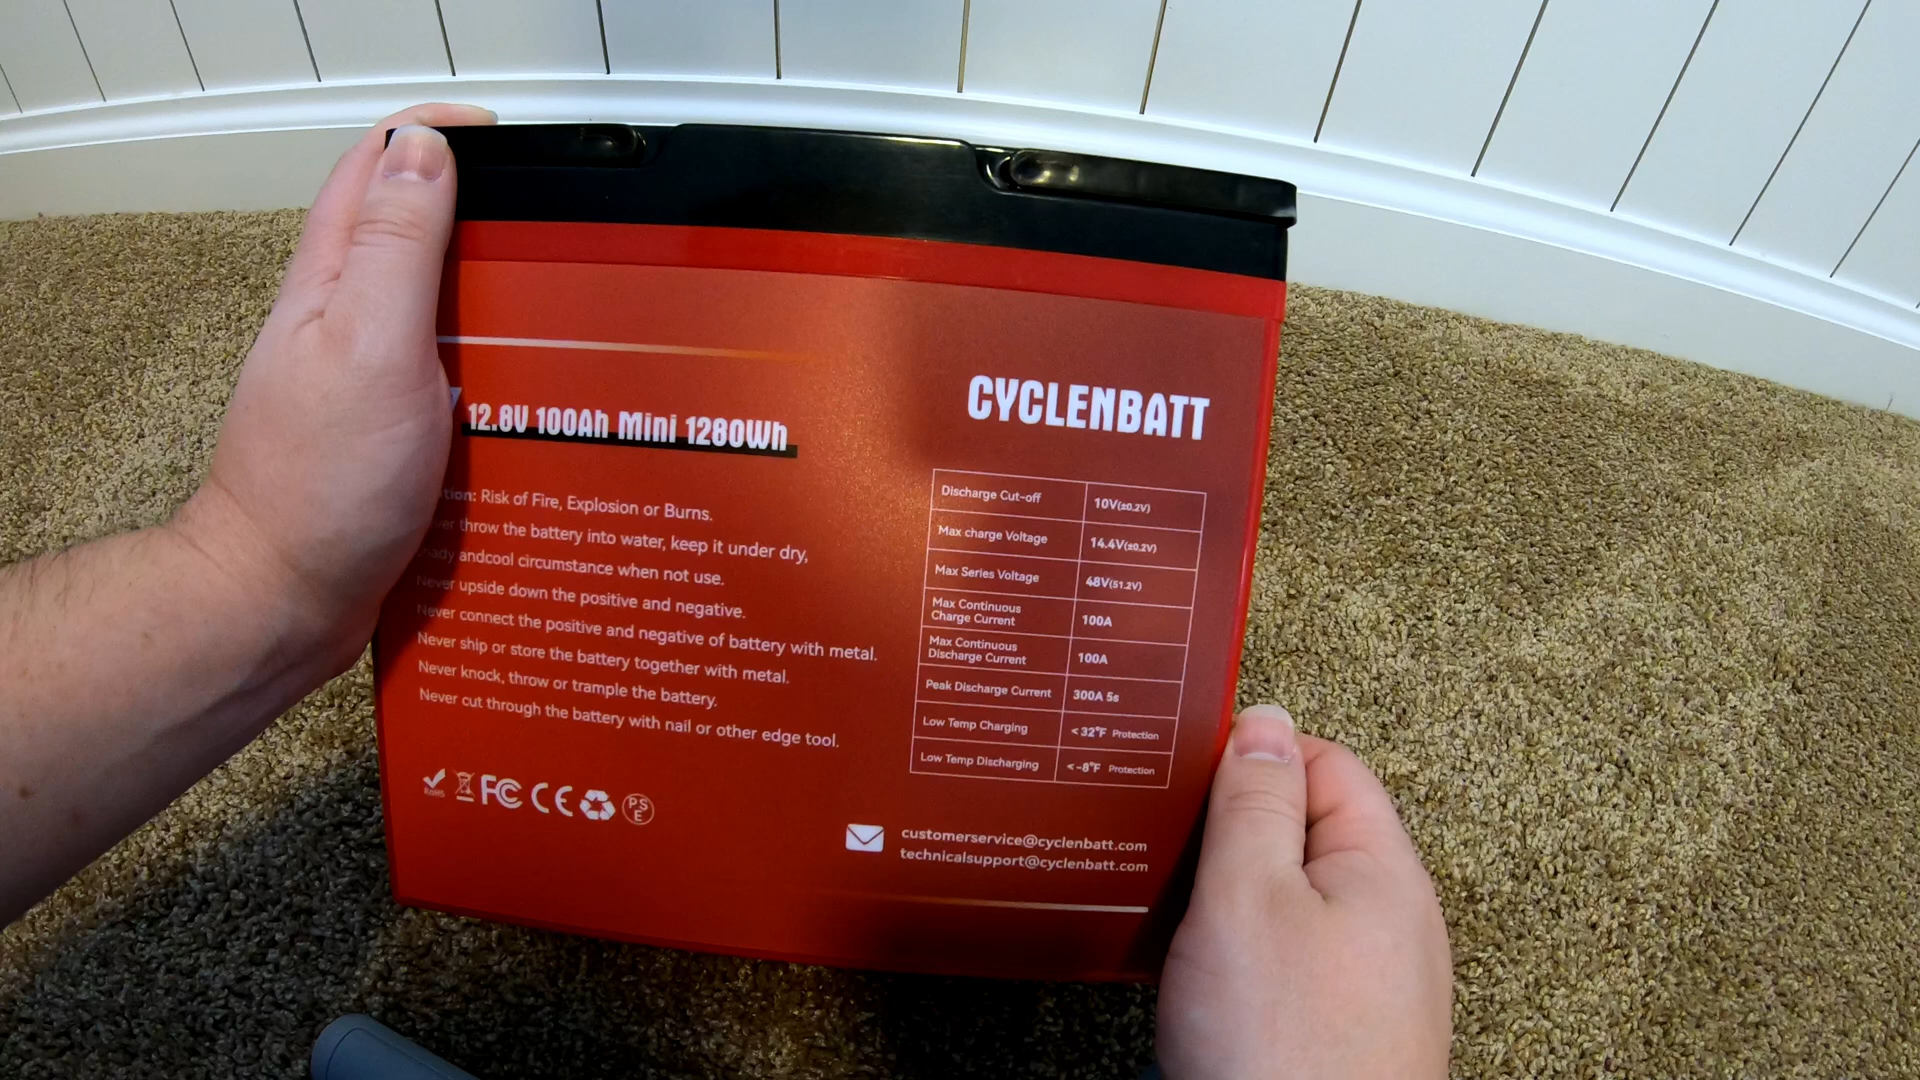 12.8V 100Ah Mini 1280Wh
tion: Risk of Fire, Explosion or Burns.
throw the battery into water, keep it under dry,
andcool circumstance when not use.
Never upside down the positive and negative.
Never connect the positive and negative of battery with metal.
Never ship or store the battery together with metal.
Never knock, throw or trample the battery.
Never cut through the battery with nail or other edge tool.
RoHS FC CE PSE
CYCLENBATT
Discharge Cut-off 10V(±0.2V)
Max charge Voltage 14.4V(±0.2V)
Max Series Voltage 48V(51.2V)
Max Continuous
Charge Current 100A
Max Continuous
Discharge Current 100A
Peak Discharge Current 300A 5s
Low Temp Charging <32°F Protection
Low Temp Discharging <-8°F Protection
customerservice@cyclenbatt.com
technicalsupport@cyclenbatt.com